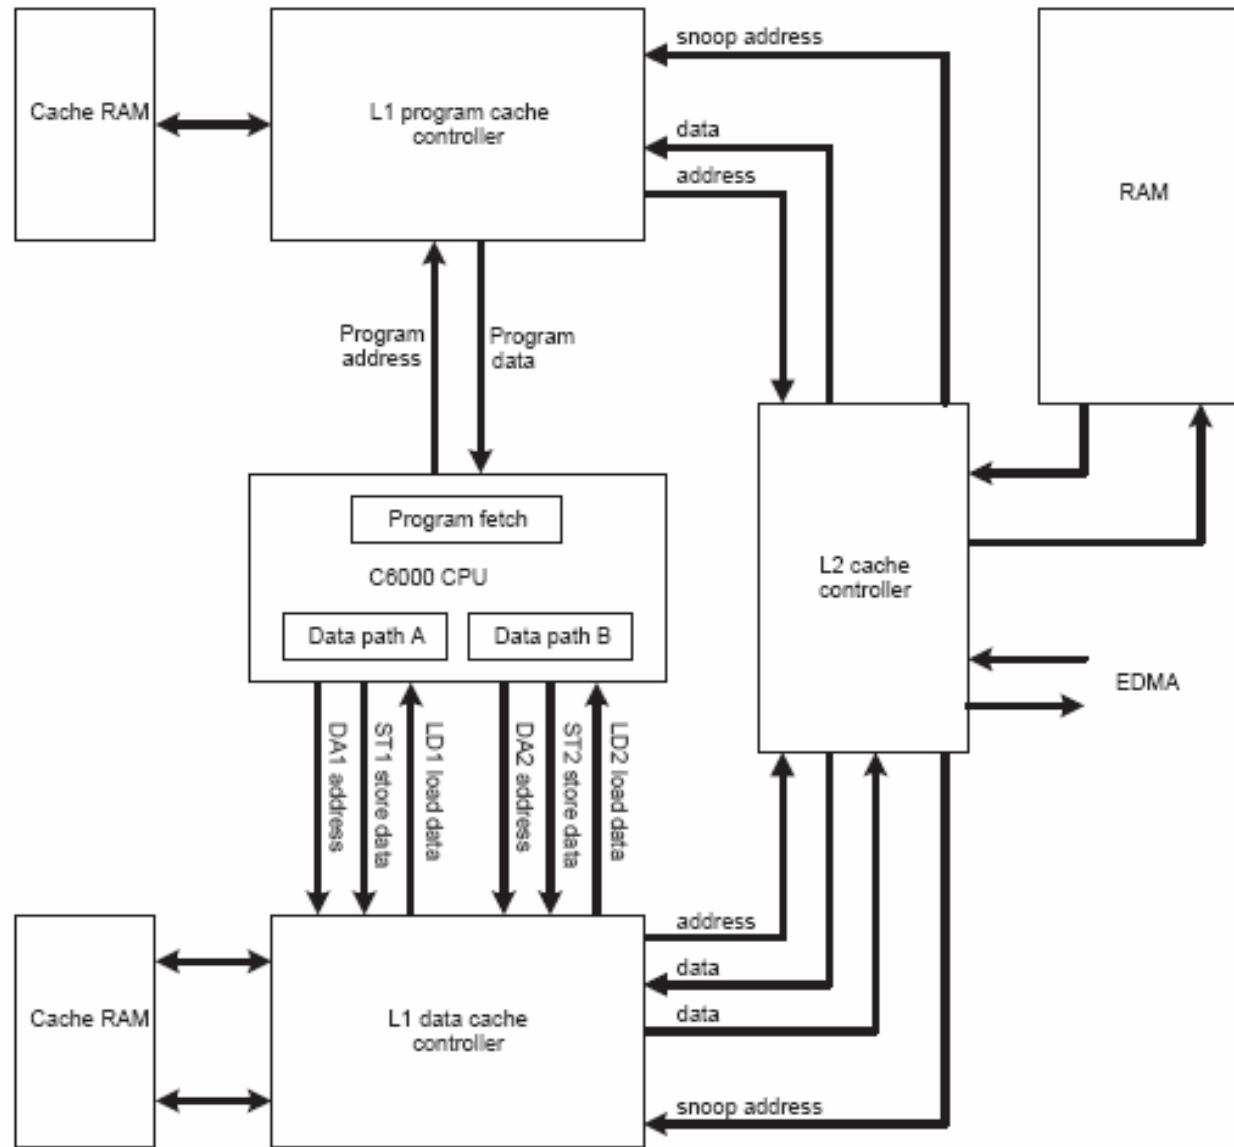 snoop address
Cache RAM
L1 program cache
controller
data
address
RAM
Program
address
Program
data
Program fetch
C6000 CPU
Data path A
Data path B
L2 cache
controller
EDMA
DA1 address
ST1 store data
LD1 load data
DA2 address
ST2 store data
LD2 load data
address
data
data
Cache RAM
L1 data cache
controller
snoop address